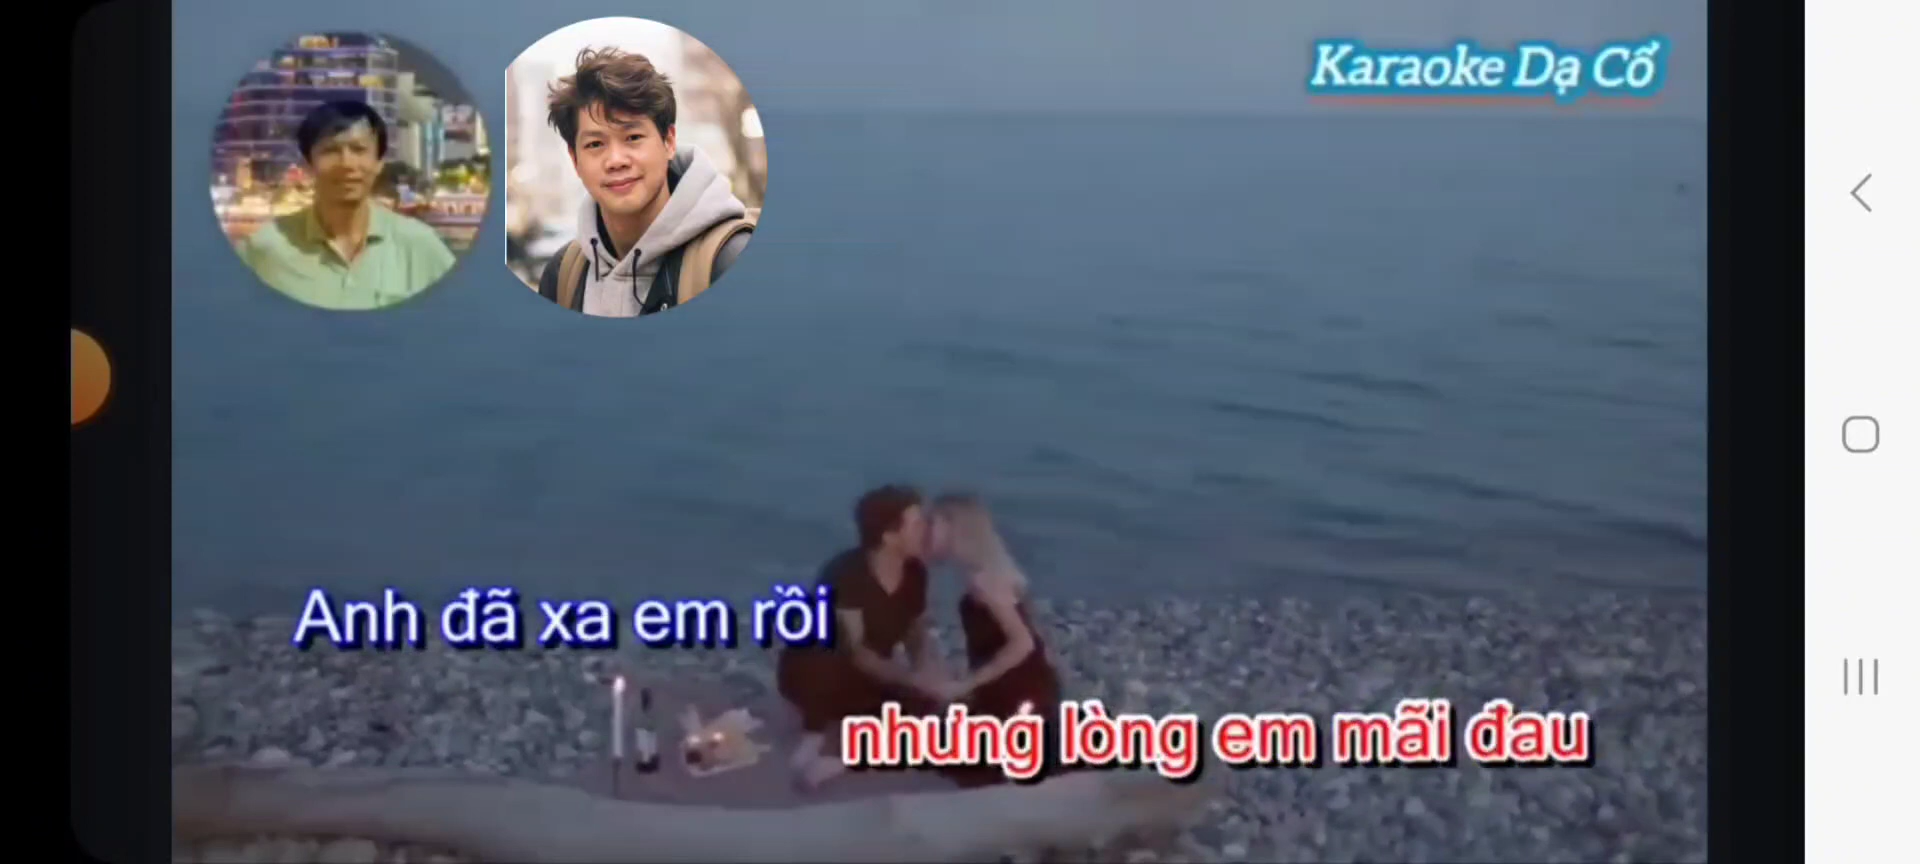 Karaoke Dạ Cổ
Anh đã xa em rồi
nhưng lòng em mãi đau